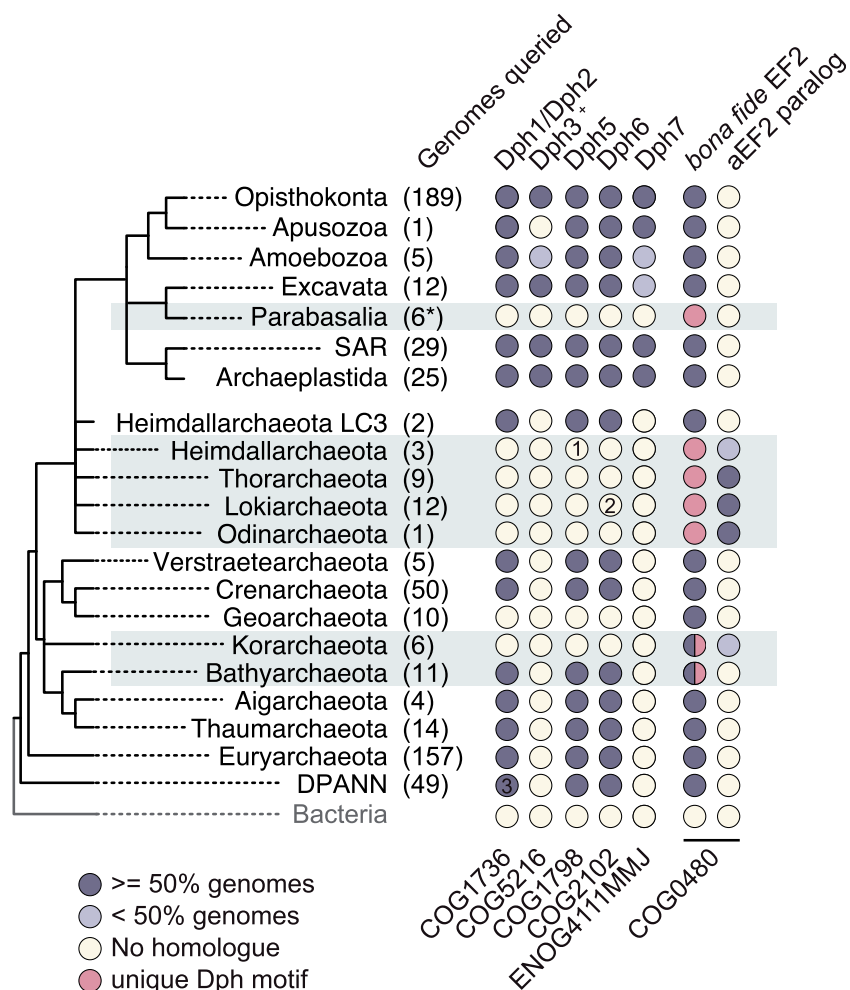 Genomes queried
Dph1/Dph2
Dph3+
Dph5
Dph6
Dph7
bona fide EF2
aEF2 paralog
Opisthokonta (189)
Apusozoa (1)
Amoebozoa (5)
Excavata (12)
Parabasalia (6*)
SAR (29)
Archaeplastida (25)
Heimdallarchaeota LC3 (2)
Heimdallarchaeota (3) 1
Thorarchaeota (9)
Lokiarchaeota (12) 2
Odinarchaeota (1)
Verstraetearchaeota (5)
Crenarchaeota (50)
Geoarchaeota (10)
Korarchaeota (6)
Bathyarchaeota (11)
Aigarchaeota (4)
Thaumarchaeota (14)
Euryarchaeota (157)
DPANN (49) 3
Bacteria
COG1736
COG5216
COG1798
COG2102
ENOG4111MMJ
COG0480
>= 50% genomes
< 50% genomes
No homologue
unique Dph motif